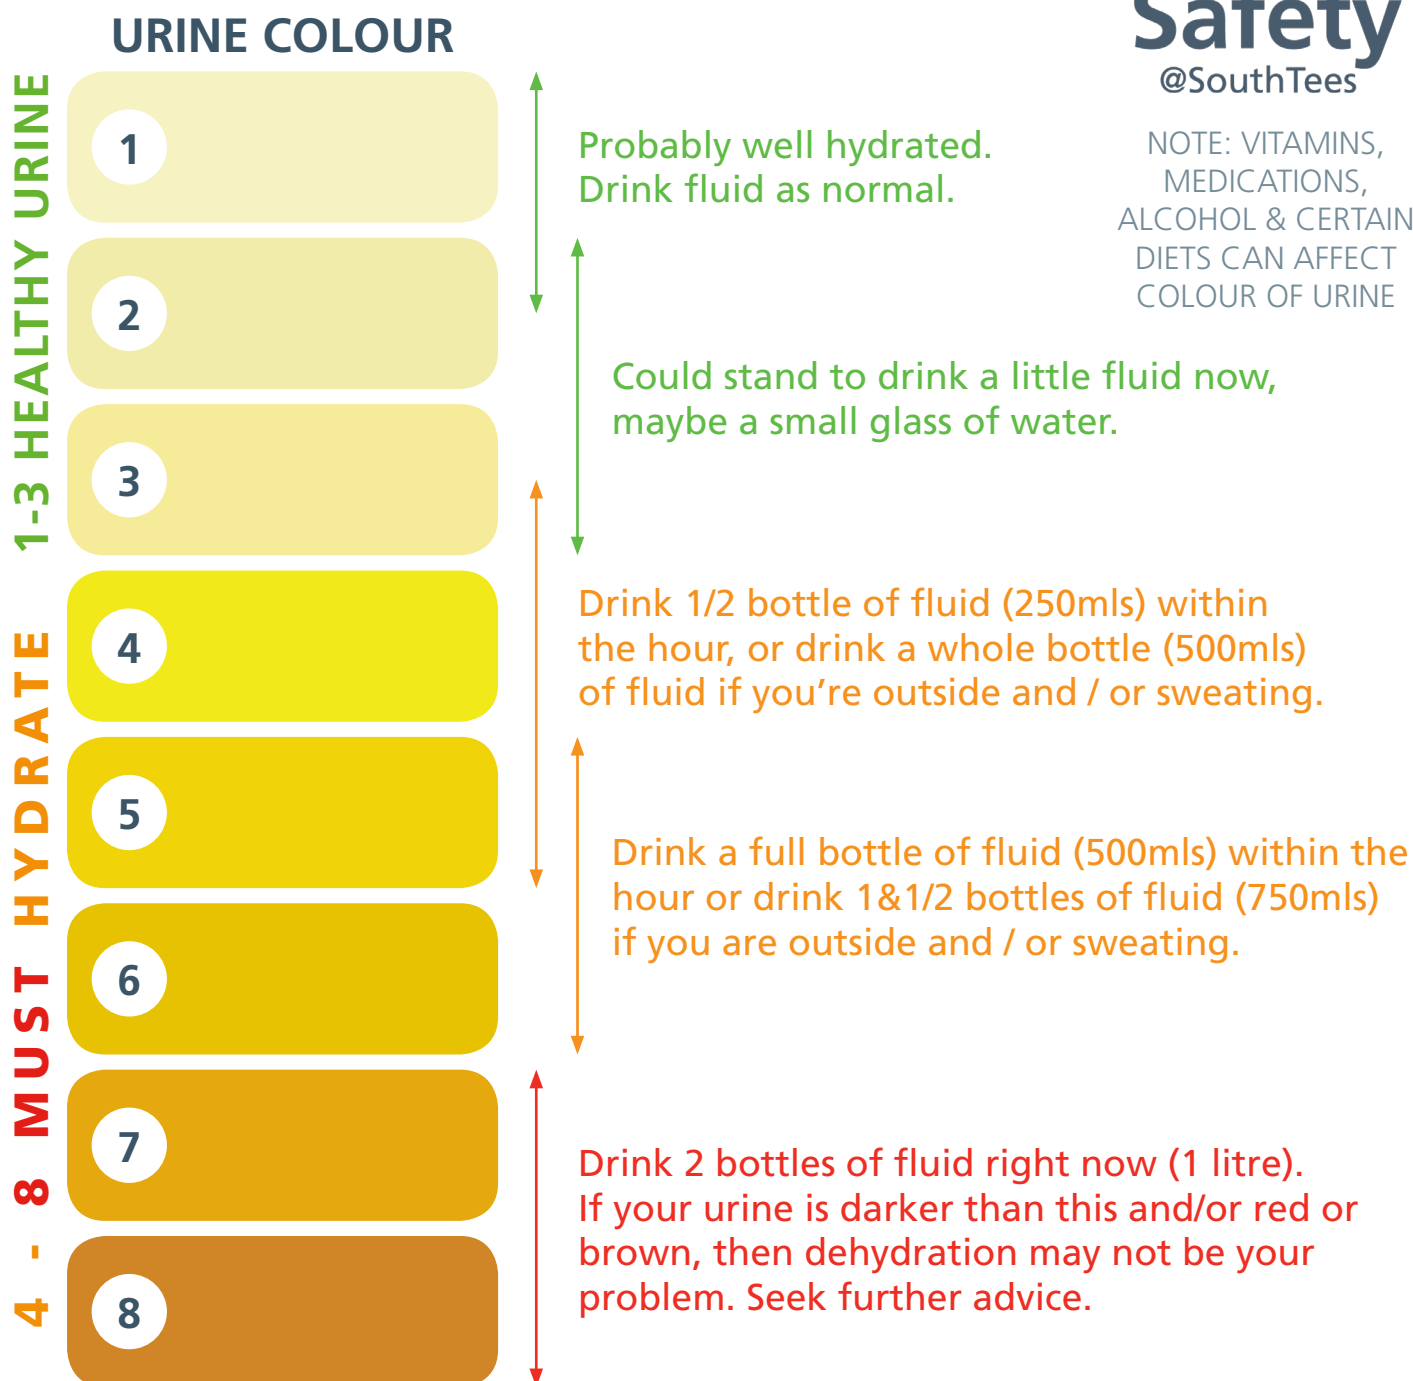 URINE COLOUR
Safety
@SouthTees
NOTE: VITAMINS,
MEDICATIONS,
ALCOHOL & CERTAIN
DIETS CAN AFFECT
COLOUR OF URINE
1-3 HEALTHY URINE
4 - 8 MUST HYDRATE
1
Probably well hydrated.
Drink fluid as normal.
2
Could stand to drink a little fluid now,
maybe a small glass of water.
3
4
Drink 1/2 bottle of fluid (250mls) within
the hour, or drink a whole bottle (500mls)
of fluid if you’re outside and / or sweating.
5
Drink a full bottle of fluid (500mls) within the
hour or drink 1&1/2 bottles of fluid (750mls)
if you are outside and / or sweating.
6
7
Drink 2 bottles of fluid right now (1 litre).
If your urine is darker than this and/or red or
brown, then dehydration may not be your
problem. Seek further advice.
8